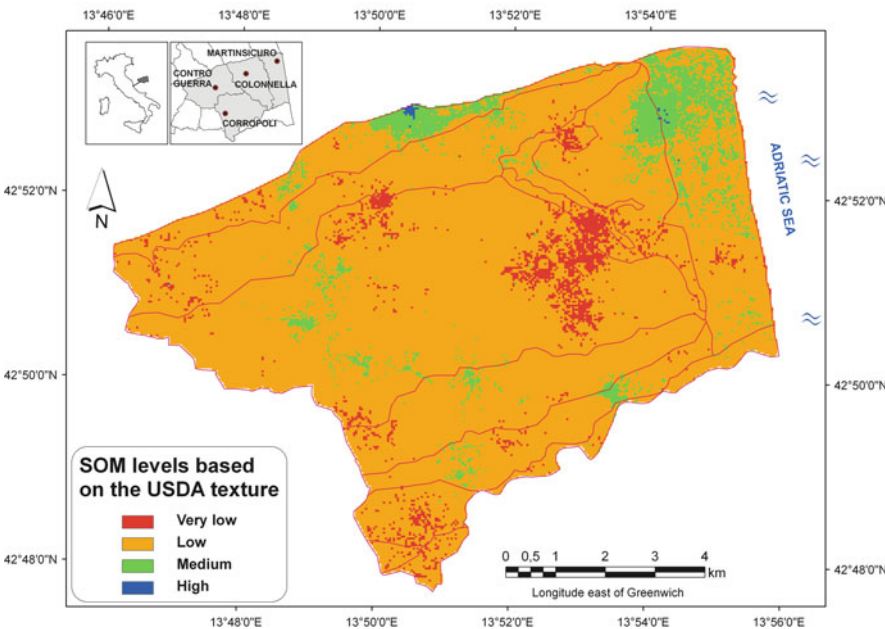 13°46'0"E 13°48'0"E 13°50'0"E 13°52'0"E 13°54'0"E
MARTINSICURO
CONTRO
GUERRA
COLONNELLA
CORROPOLI
ADRIATIC SEA
42°52'0"N
42°52'0"N
N
42°50'0"N
42°50'0"N
SOM levels based
on the USDA texture
Very low
Low
Medium
High
42°48'0"N
42°48'0"N
0 0,5 1 2 3 4
km
Longitude east of Greenwich
13°48'0"E 13°50'0"E 13°52'0"E 13°54'0"E 13°56'0"E